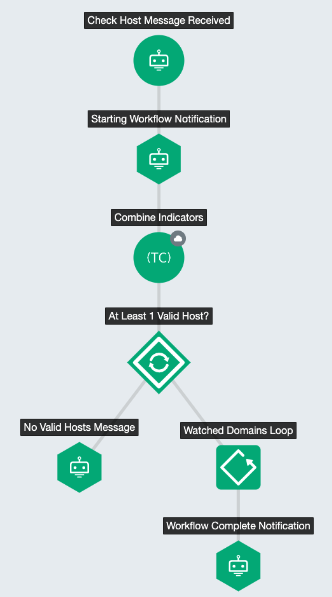 Check Host Message Received
Starting Workflow Notification
Combine Indicators
{TC}
At Least 1 Valid Host?
No Valid Hosts Message
Watched Domains Loop
Workflow Complete Notification